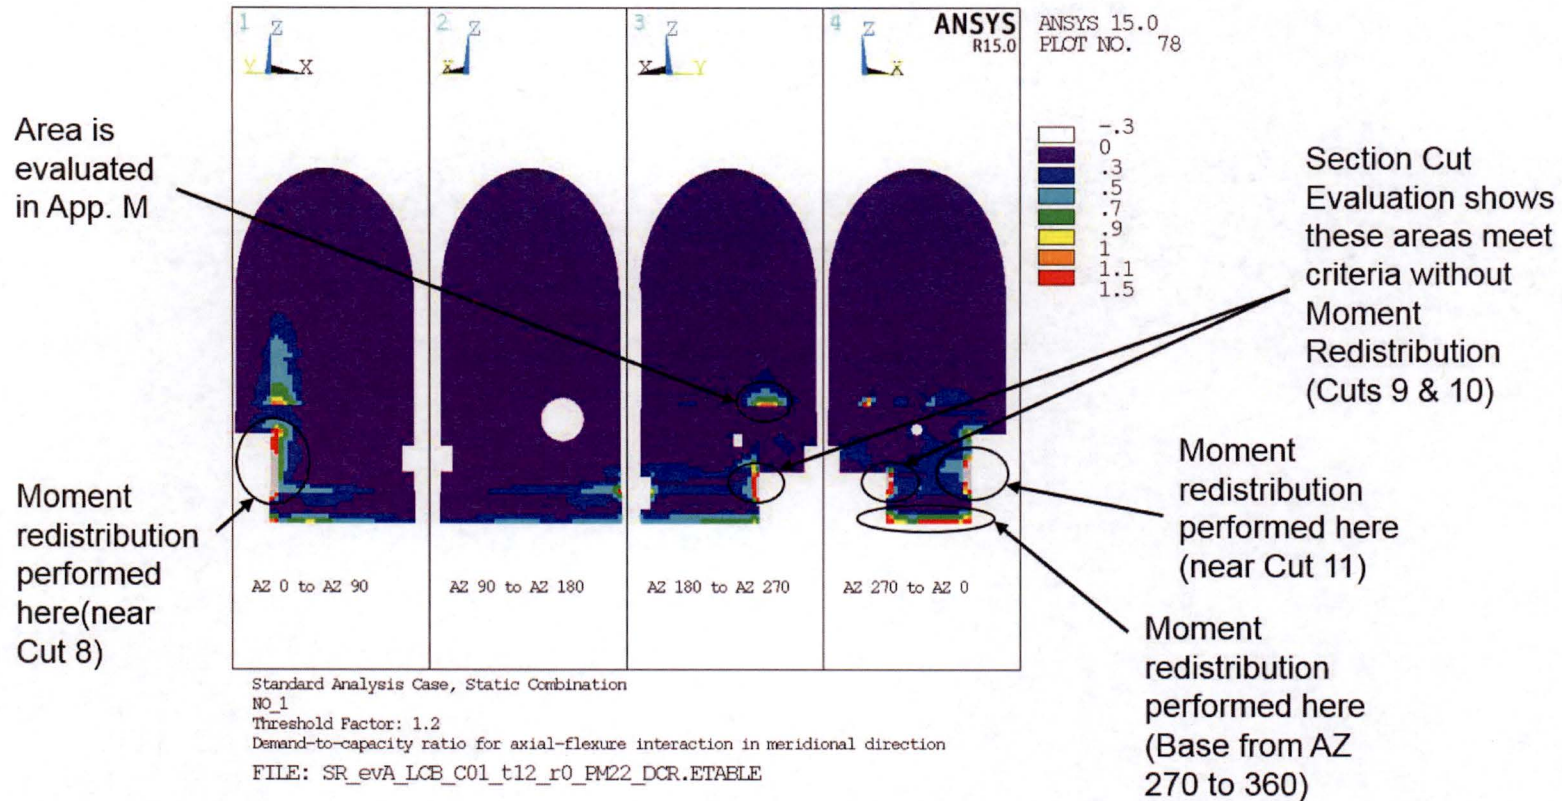 1
Z
Y
X
2
Z
X
3
Z
X
Y
4
Z
X
ANSYS
R15.0
ANSYS 15.0
PLOT NO. 78
-.3
0
.3
.5
.7
.9
1
1.1
1.5
Area is
evaluated
in App. M
Section Cut
Evaluation shows
these areas meet
criteria without
Moment
Redistribution
(Cuts 9 & 10)
Moment
redistribution
performed
here(near
Cut 8)
Moment
redistribution
performed here
(near Cut 11)
Moment
redistribution
performed here
(Base from AZ
270 to 360)
AZ 0 to AZ 90
AZ 90 to AZ 180
AZ 180 to AZ 270
AZ 270 to AZ 0
Standard Analysis Case, Static Combination
NO_1
Threshold Factor: 1.2
Demand-to-capacity ratio for axial-flexure interaction in meridional direction
FILE: SR_evA_LCB_C01_t12_r0_PM22_DCR.ETABLE